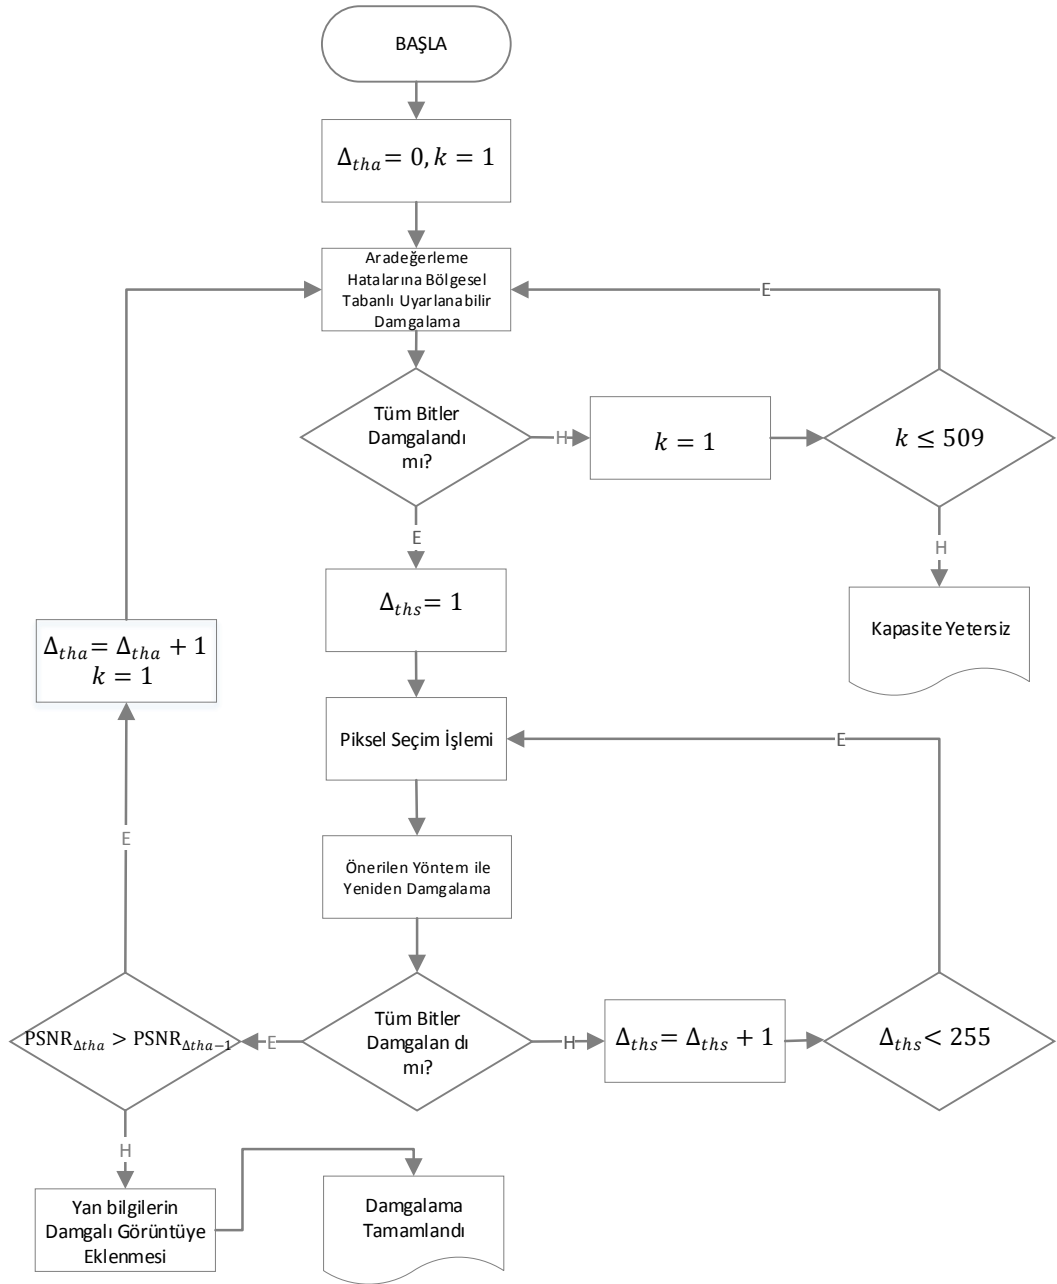 BAŞLA
Δ_tha = 0, k = 1
Aradeğerleme
Hatalarına Bölgesel
Tabanlı Uyarlanabilir
Damgalama
E
Tüm Bitler
Damgalandı
mı?
H
k = 1
k ≤ 509
E
H
Δ_ths = 1
Kapasite Yetersiz
Δ_tha = Δ_tha + 1
k = 1
Piksel Seçim İşlemi
E
E
Önerilen Yöntem ile
Yeniden Damgalama
PSNR_Δtha > PSNR_Δtha−1
E
Tüm Bitler
Damgalan dı
mı?
H
Δ_ths = Δ_ths + 1
Δ_ths < 255
H
Yan bilgilerin
Damgalı Görüntüye
Eklenmesi
Damgalama
Tamamlandı